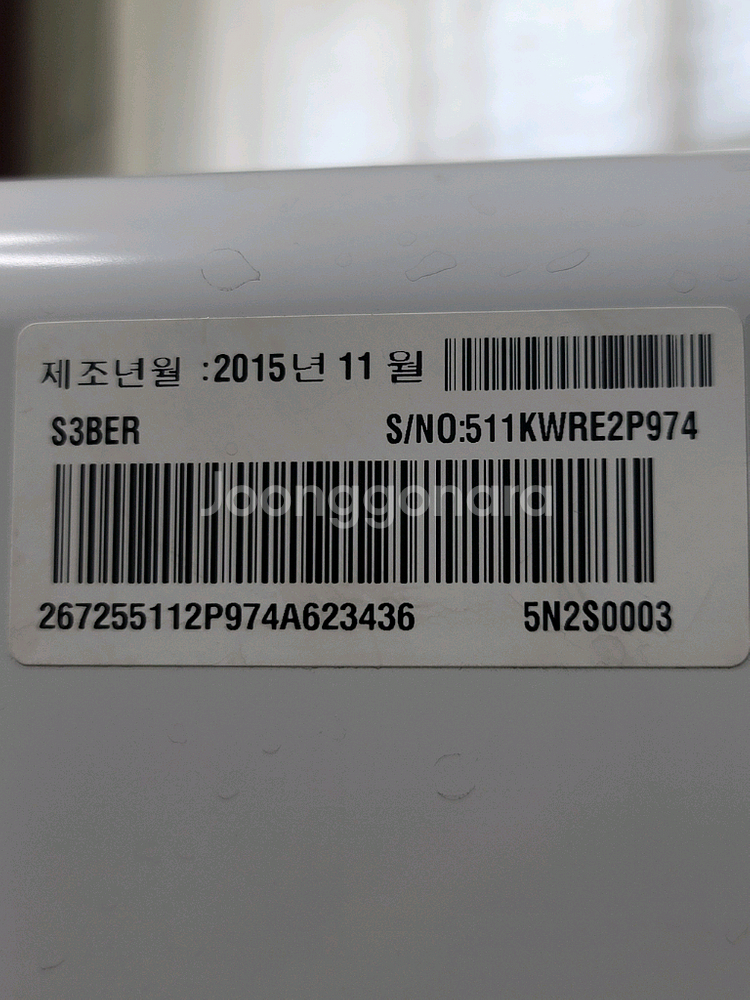 제조년월 :2015년 11 월
S3BER S/NO:511KWRE2P974
Joonggonara
267255112P974A623436 5N2S0003